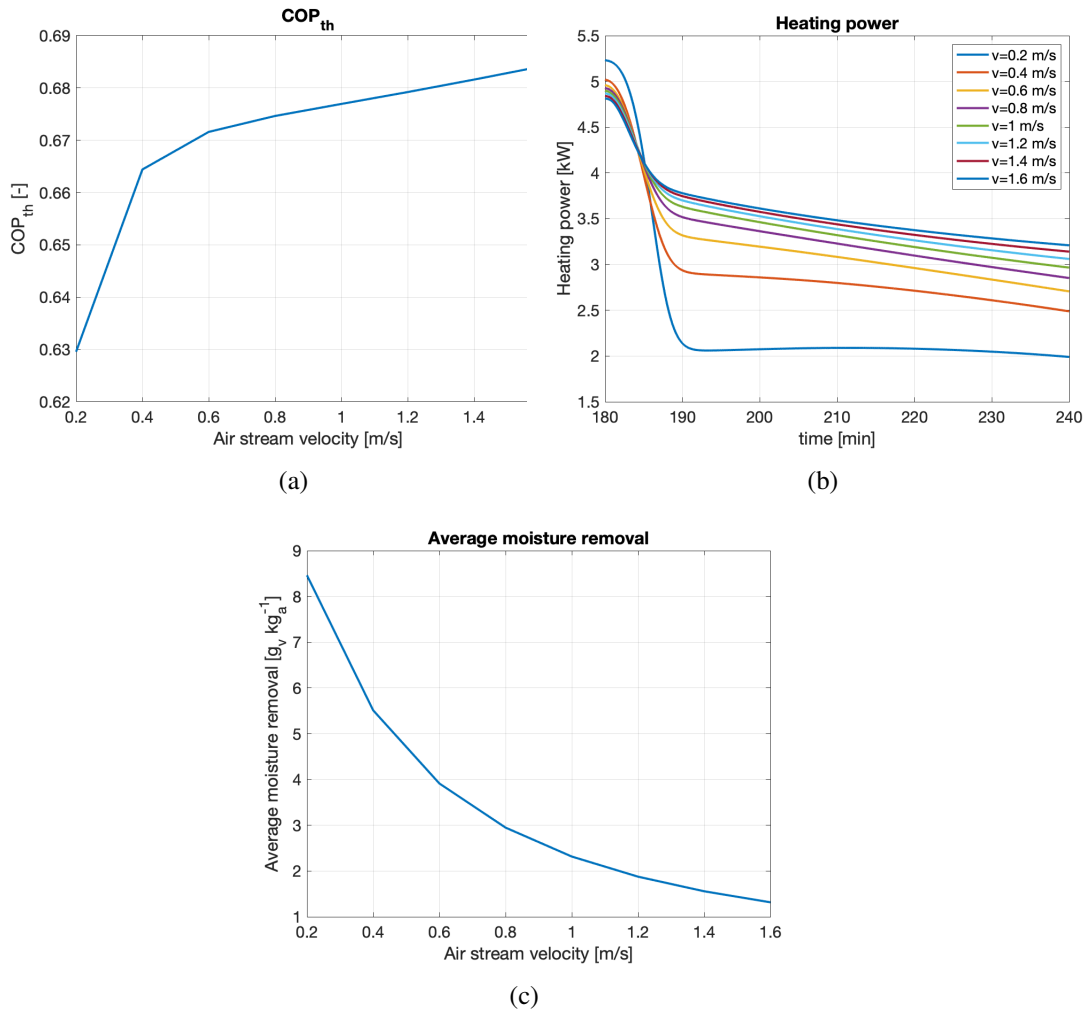 COP_th
COP_th [-]
0.69
0.68
0.67
0.66
0.65
0.64
0.63
0.62
0.2 0.4 0.6 0.8 1 1.2 1.4
Air stream velocity [m/s]
(a)
Heating power
Heating power [kW]
5.5
5
4.5
4
3.5
3
2.5
2
1.5
v=0.2 m/s
v=0.4 m/s
v=0.6 m/s
v=0.8 m/s
v=1 m/s
v=1.2 m/s
v=1.4 m/s
v=1.6 m/s
180 190 200 210 220 230 240
time [min]
(b)
Average moisture removal
Average moisture removal [g_v kg_a^-1]
9
8
7
6
5
4
3
2
1
0.2 0.4 0.6 0.8 1 1.2 1.4 1.6
Air stream velocity [m/s]
(c)